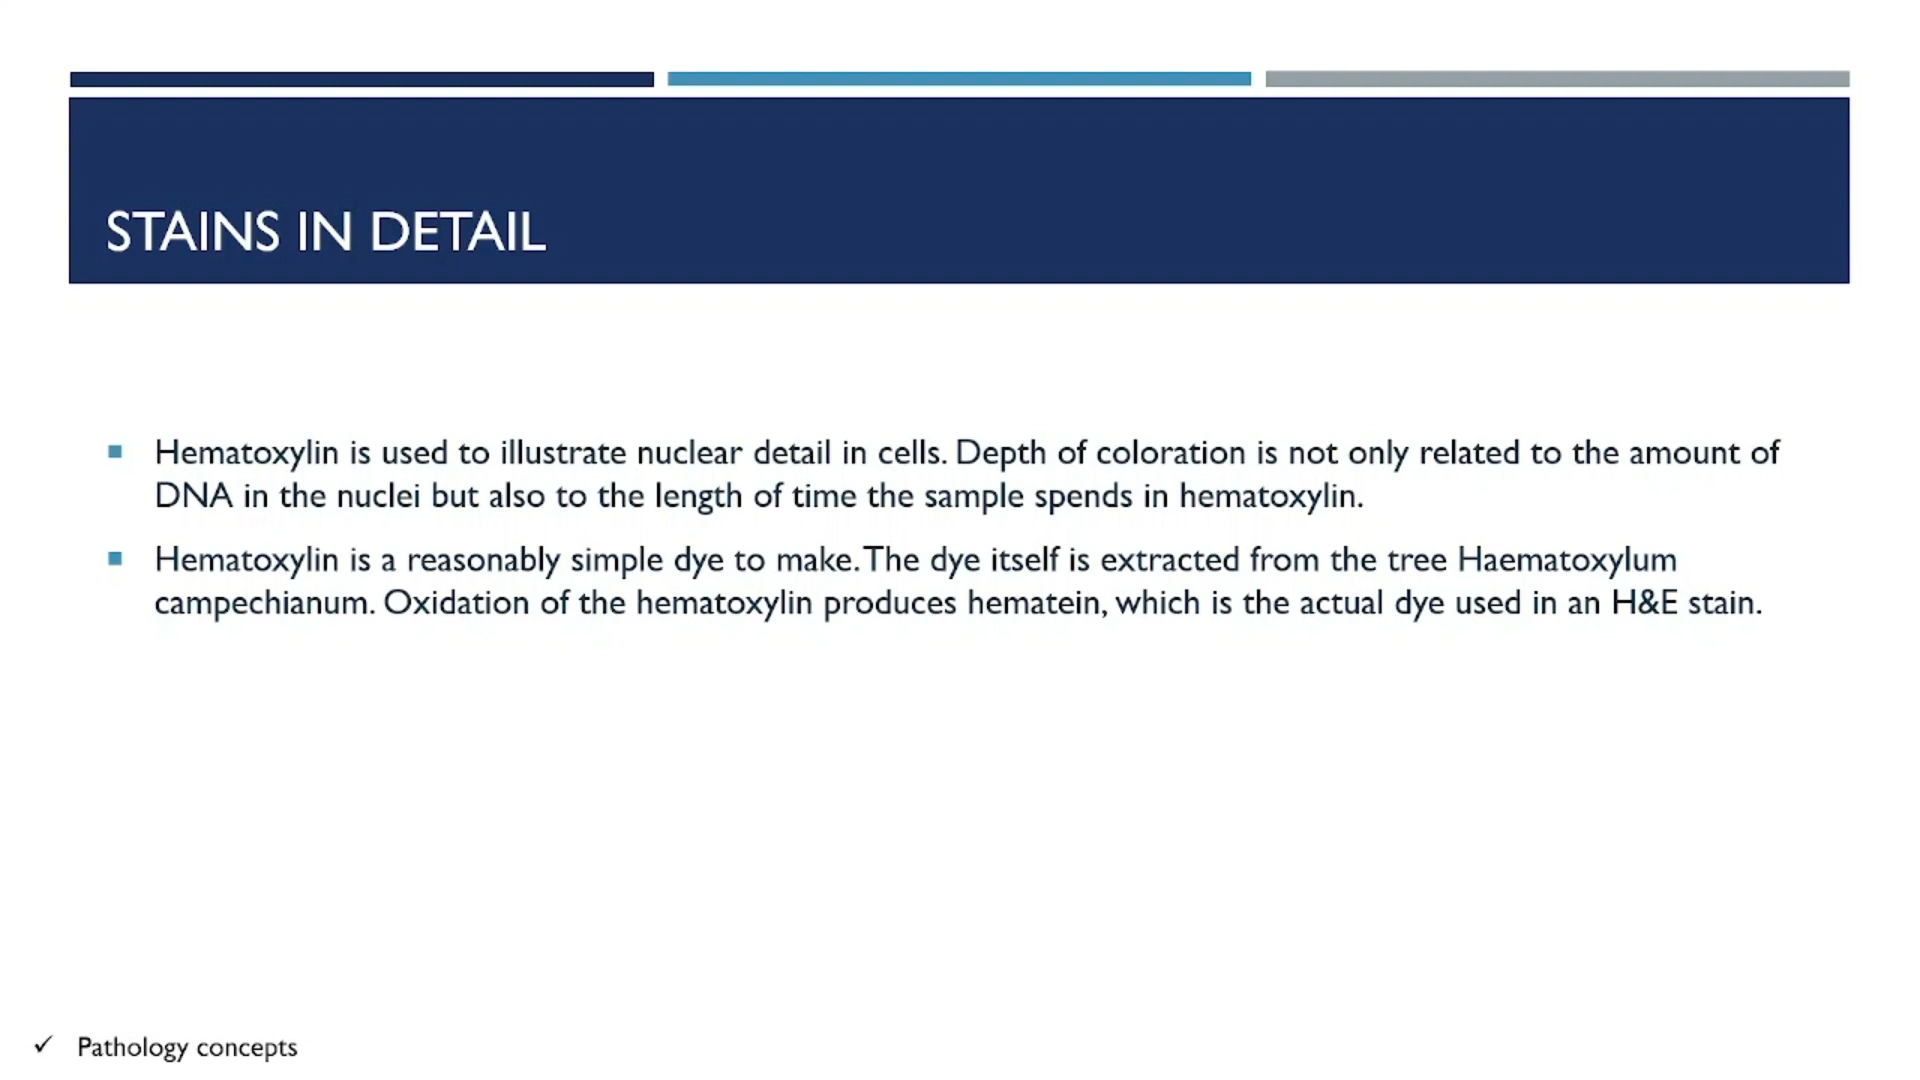 STAINS IN DETAIL
Hematoxylin is used to illustrate nuclear detail in cells. Depth of coloration is not only related to the amount of
DNA in the nuclei but also to the length of time the sample spends in hematoxylin.
Hematoxylin is a reasonably simple dye to make. The dye itself is extracted from the tree Haematoxylum
campechianum. Oxidation of the hematoxylin produces hematein, which is the actual dye used in an H&E stain.
✓ Pathology concepts